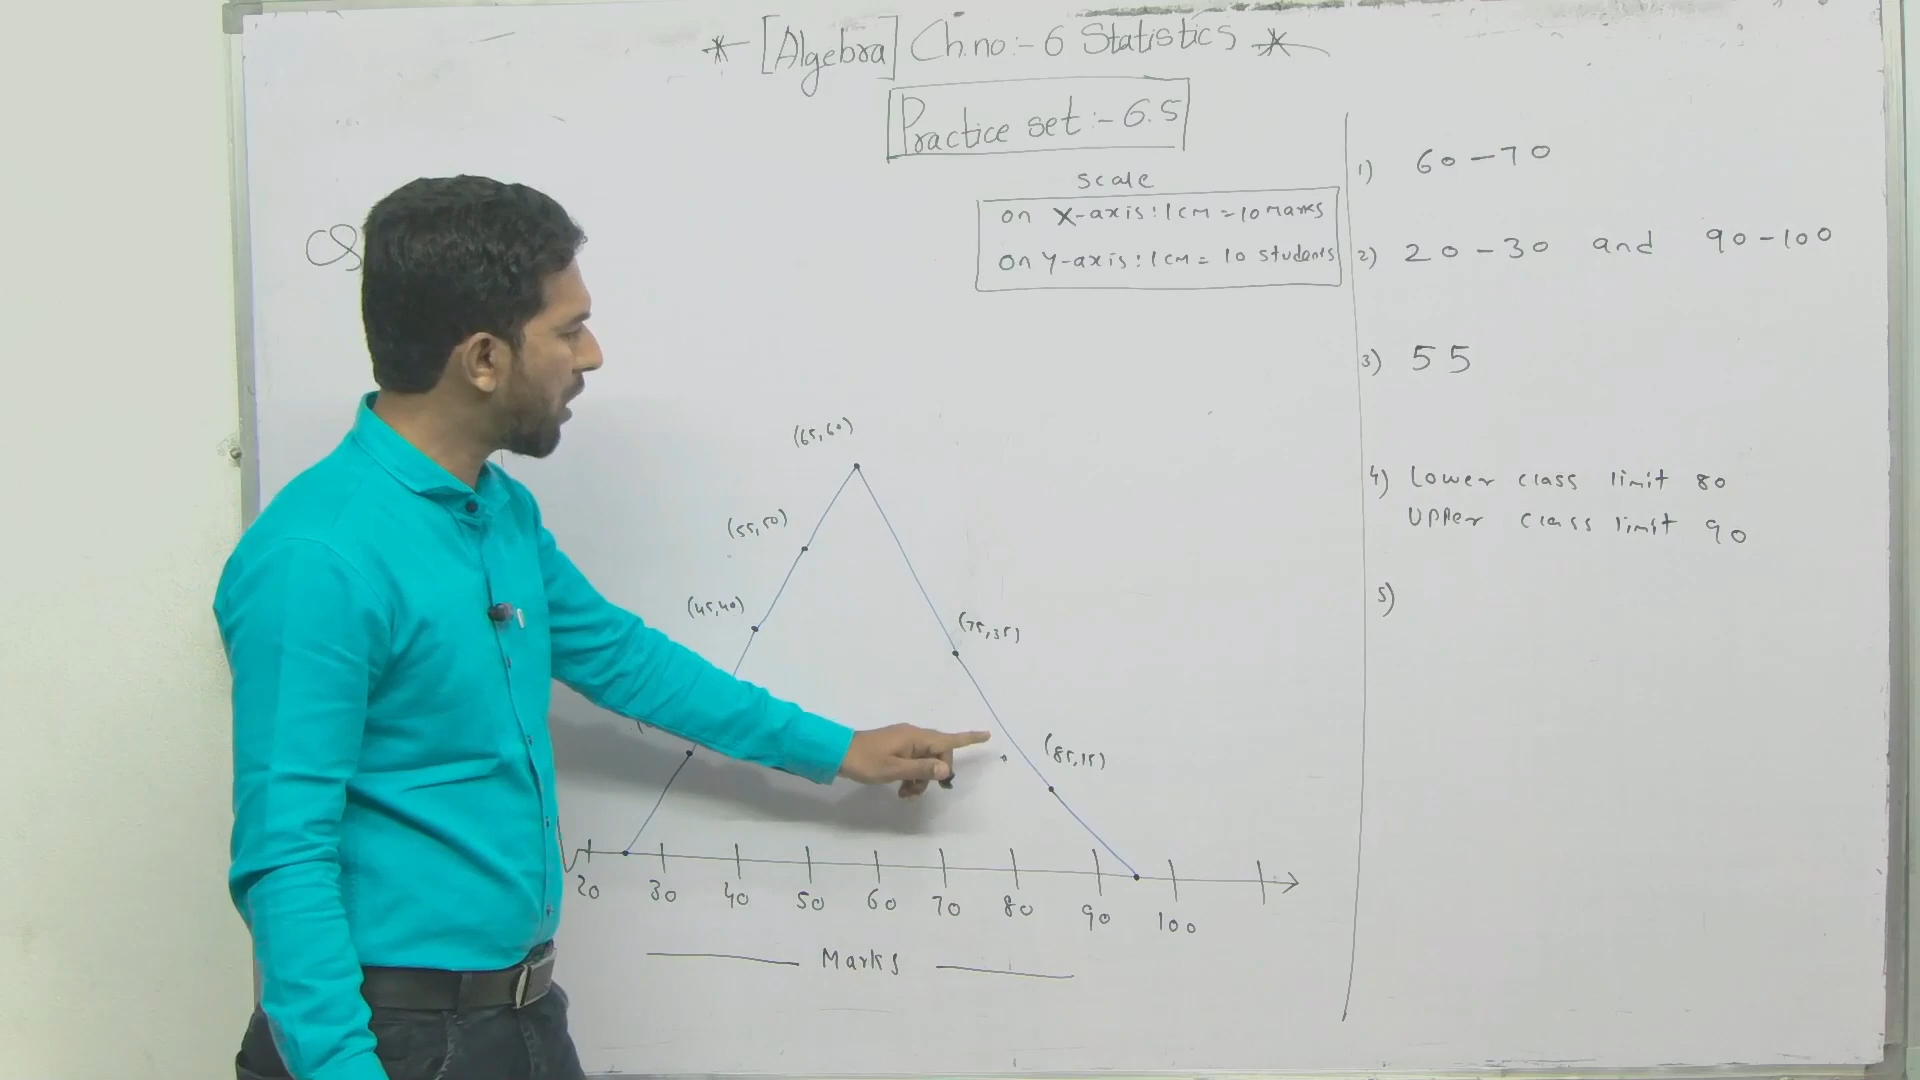 * [Algebra] Ch.no:- 6 Statistics *
Practice set:- 6.5
Scale
on X-axis: 1 cm = 10 Marks
on Y-axis: 1 cm = 10 students
(65,60)
(55,50)
(45,40)
(75,35)
(85,15)
20 30 40 50 60 70 80 90 100
Marks
1) 60-70
2) 20-30 and 90-100
3) 55
4) Lower class limit 80
Upper class limit 90
5)